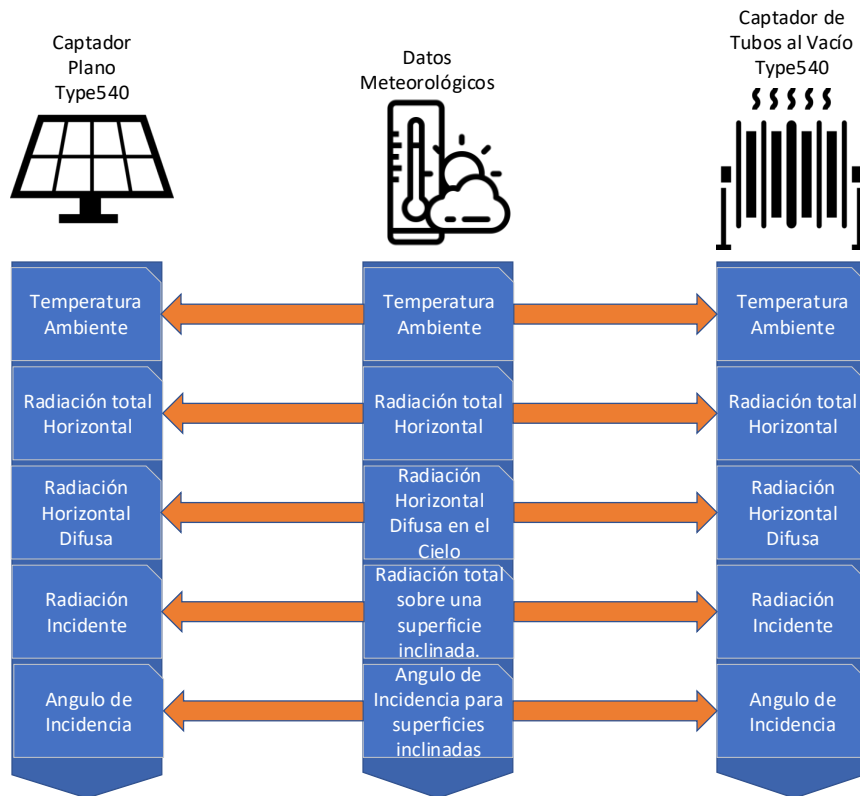 Captador
Plano
Type540
Datos
Meteorológicos
Captador de
Tubos al Vacío
Type540
Temperatura
Ambiente
Temperatura
Ambiente
Temperatura
Ambiente
Radiación total
Horizontal
Radiación total
Horizontal
Radiación total
Horizontal
Radiación
Horizontal
Difusa
Radiación
Horizontal
Difusa en el
Cielo
Radiación
Horizontal
Difusa
Radiación
Incidente
Radiación total
sobre una
superficie
inclinada.
Radiación
Incidente
Angulo de
Incidencia
Angulo de
Incidencia para
superficies
inclinadas
Angulo de
Incidencia